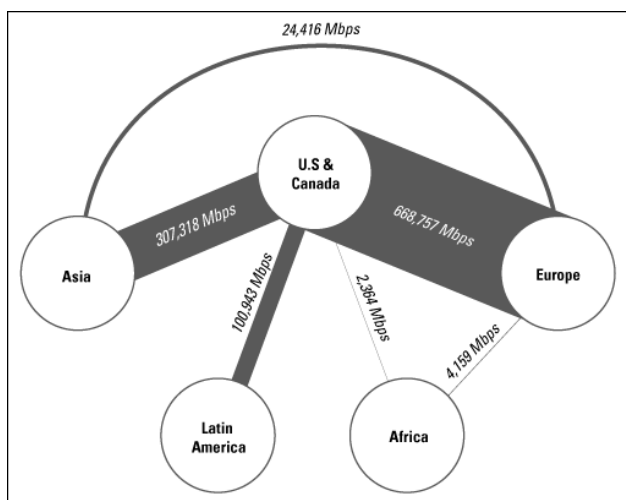 24,416 Mbps
U.S &
Canada
307,318 Mbps
668,757 Mbps
Asia
Europe
100,943 Mbps
2,364 Mbps
4,159 Mbps
Latin
America
Africa